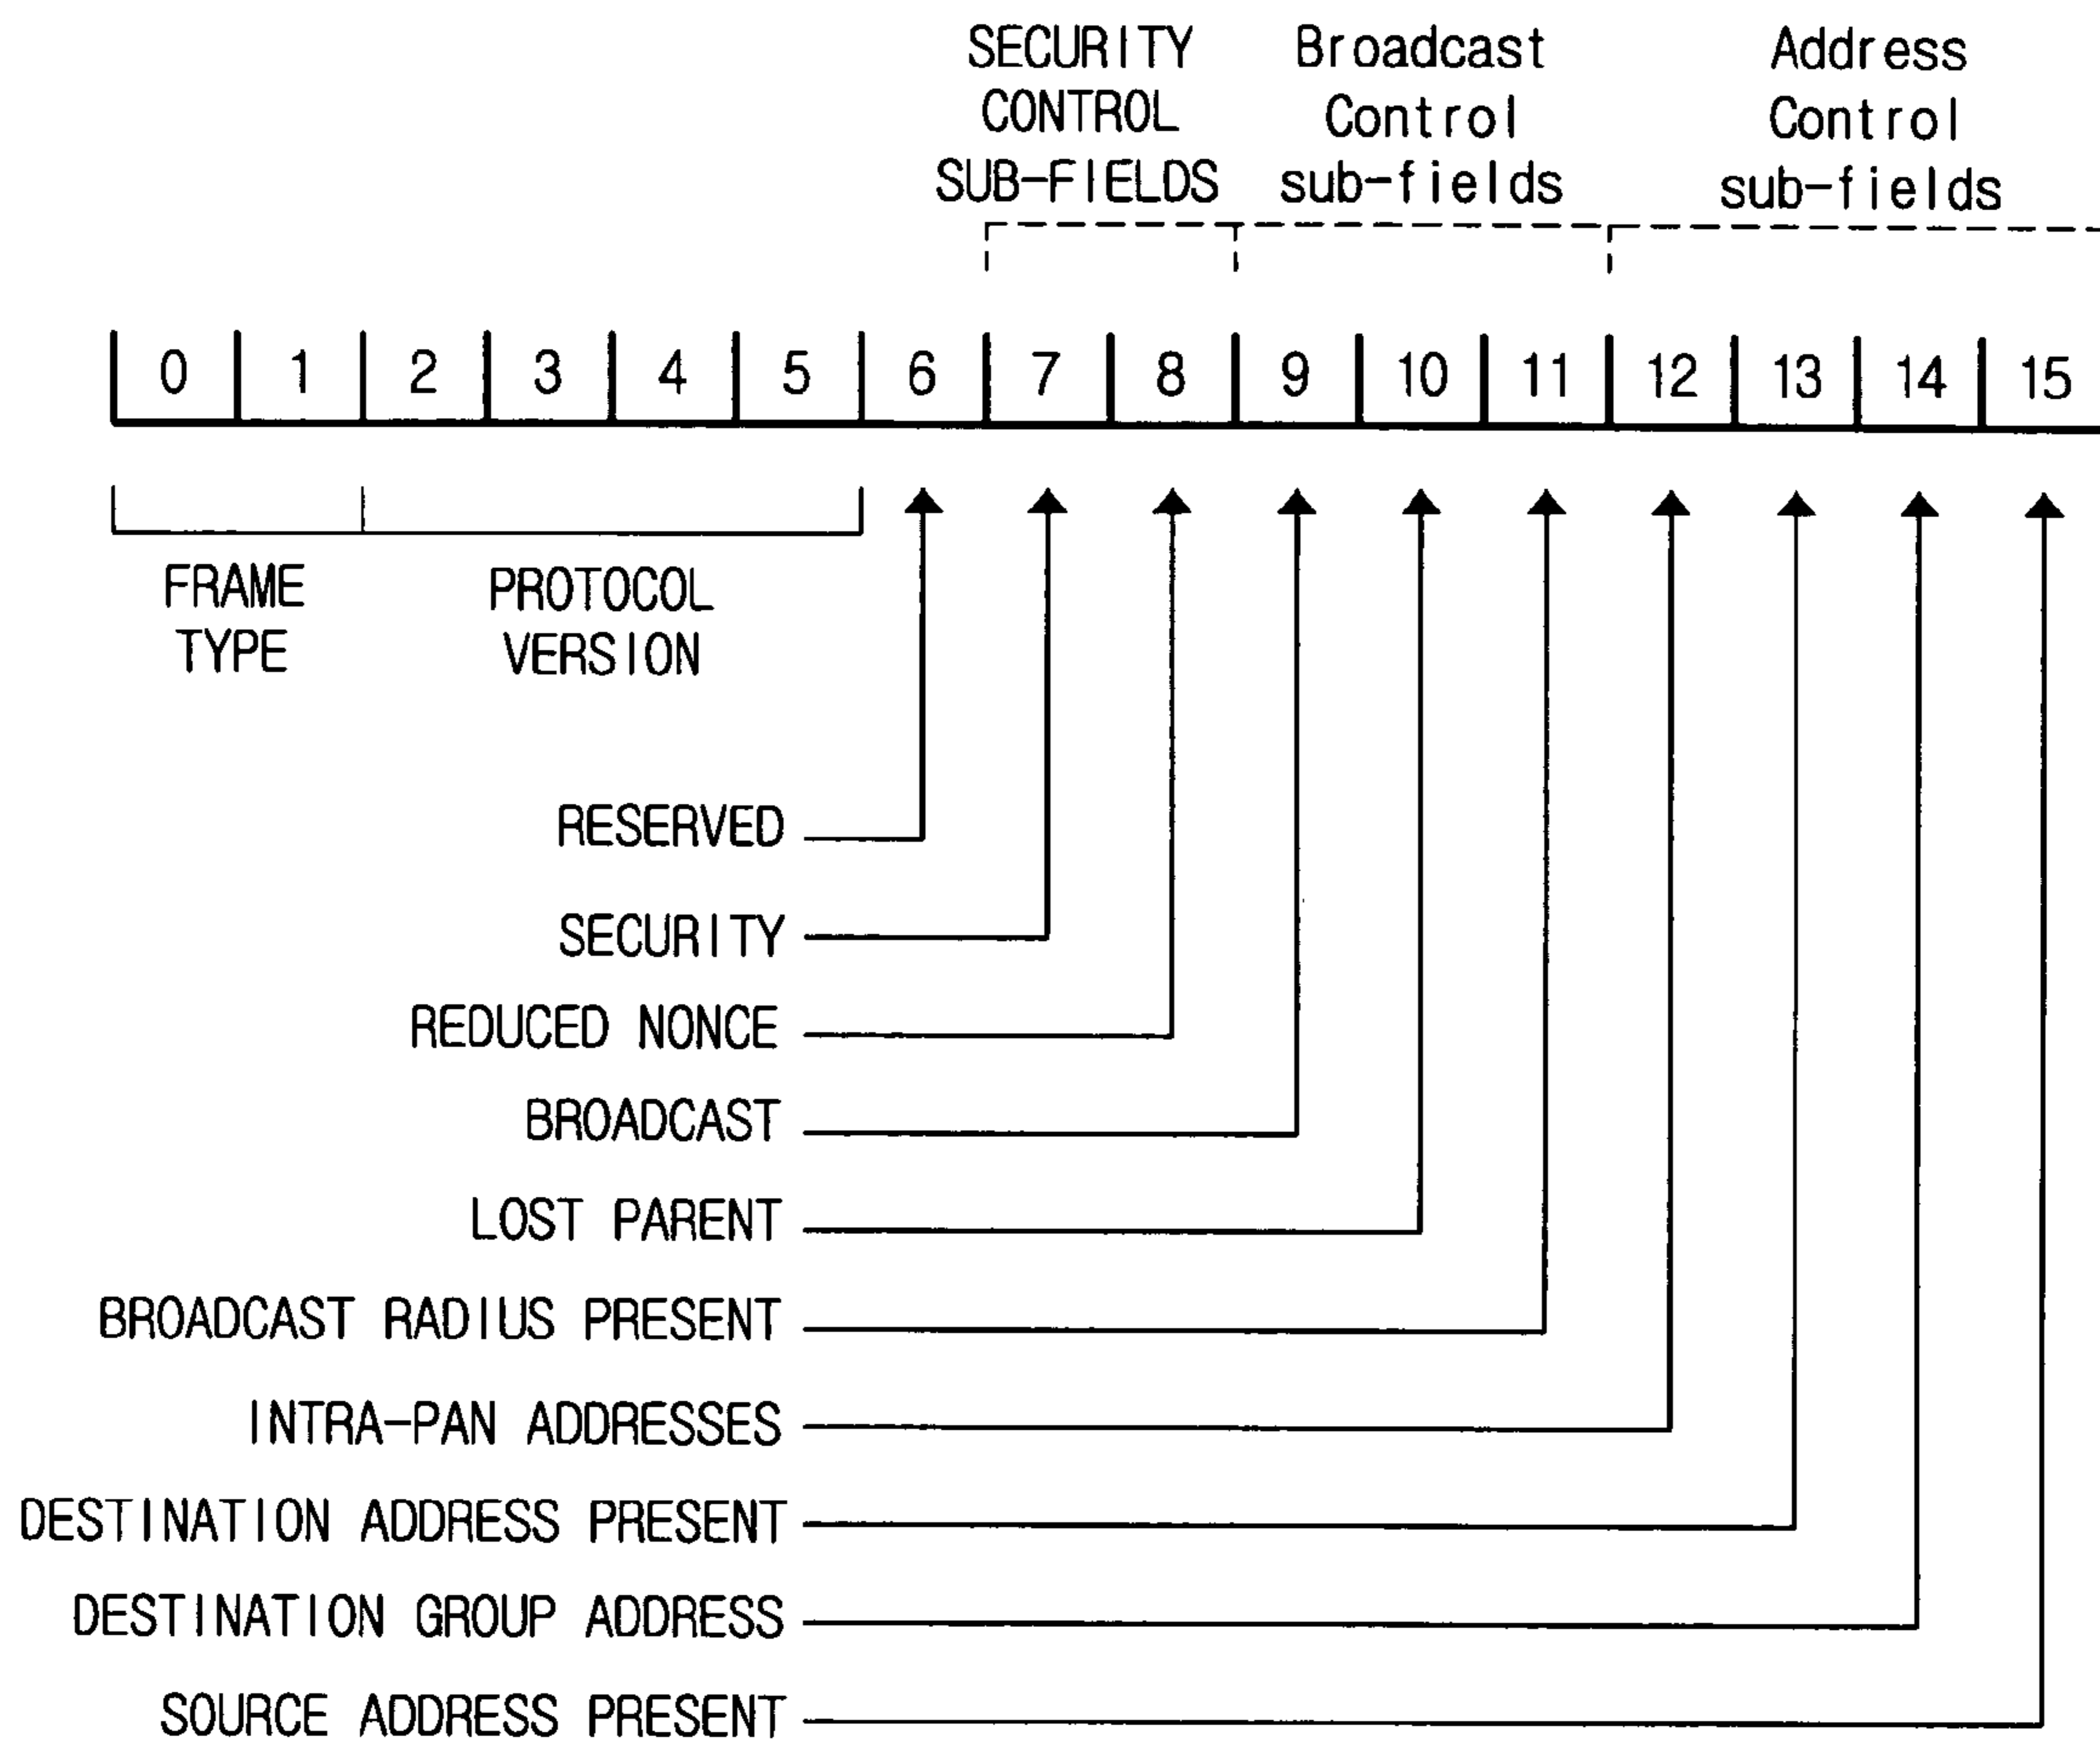 SECURITY
CONTROL
SUB-FIELDS
Broadcast
Control
sub-fields
Address
Control
sub-fields
0 1 2 3 4 5 6 7 8 9 10 11 12 13 14 15
FRAME
TYPE
PROTOCOL
VERSION
RESERVED
SECURITY
REDUCED NONCE
BROADCAST
LOST PARENT
BROADCAST RADIUS PRESENT
INTRA-PAN ADDRESSES
DESTINATION ADDRESS PRESENT
DESTINATION GROUP ADDRESS
SOURCE ADDRESS PRESENT